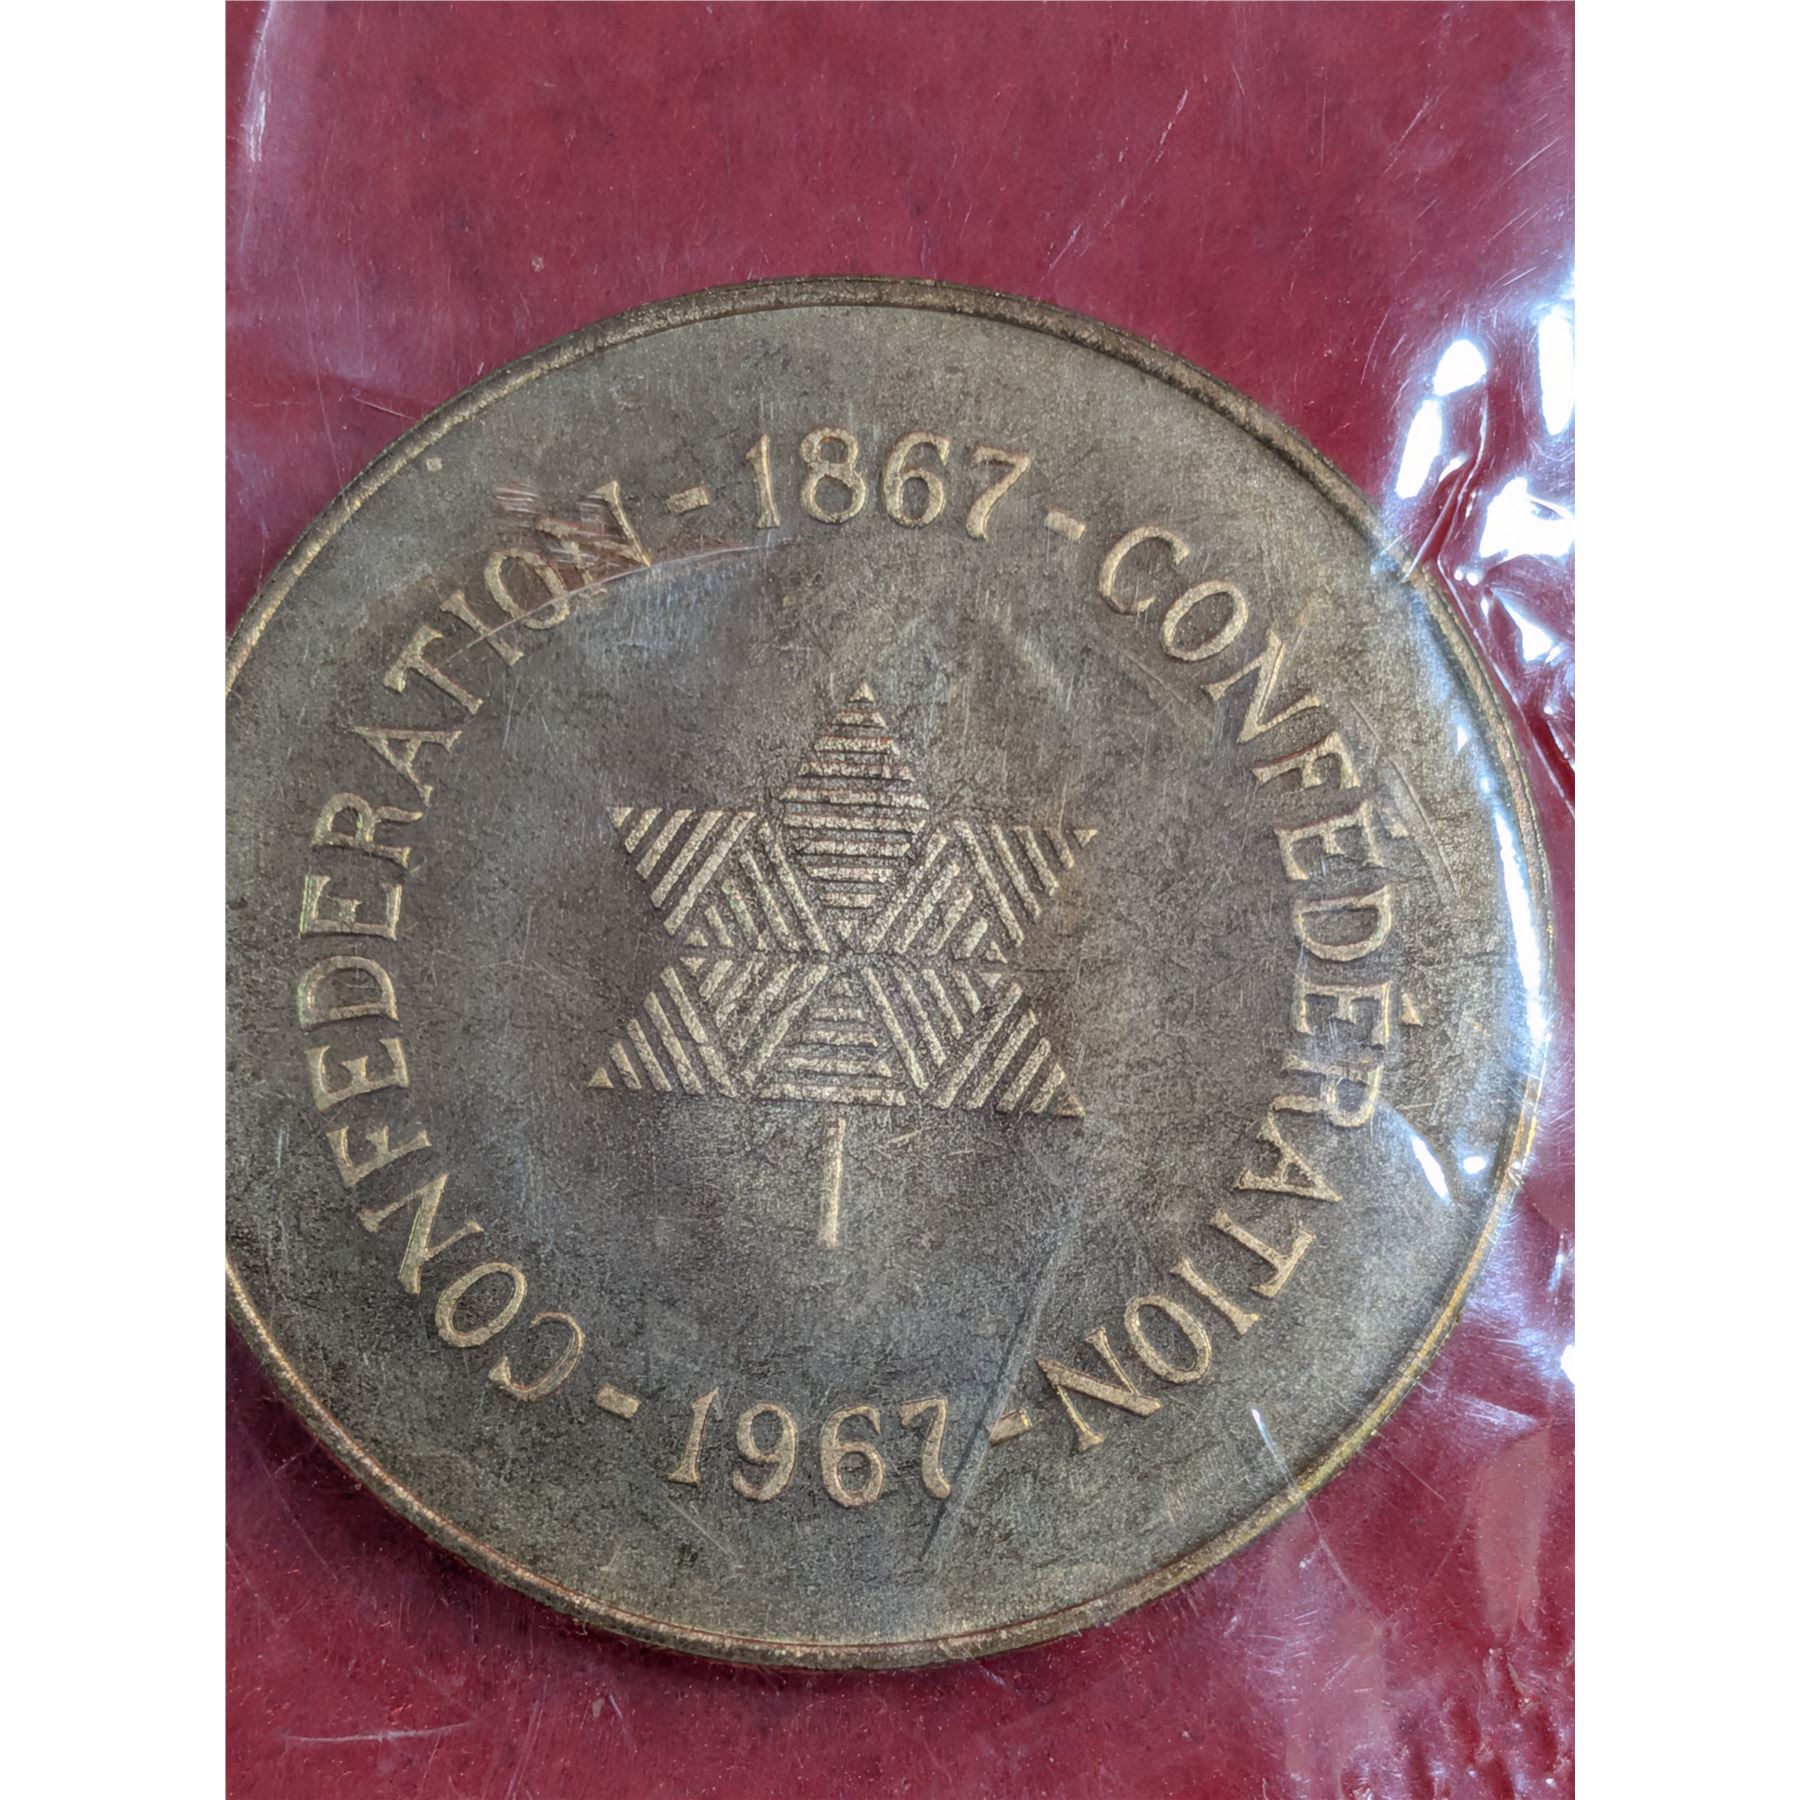 CONFEDERATION - 1867 - CONFÉDÉRATION - 1967 -